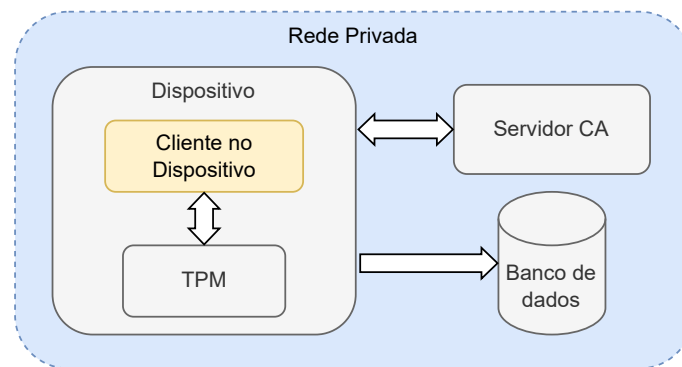 Rede Privada
Dispositivo
Cliente no
Dispositivo
TPM
Servidor CA
Banco de
dados